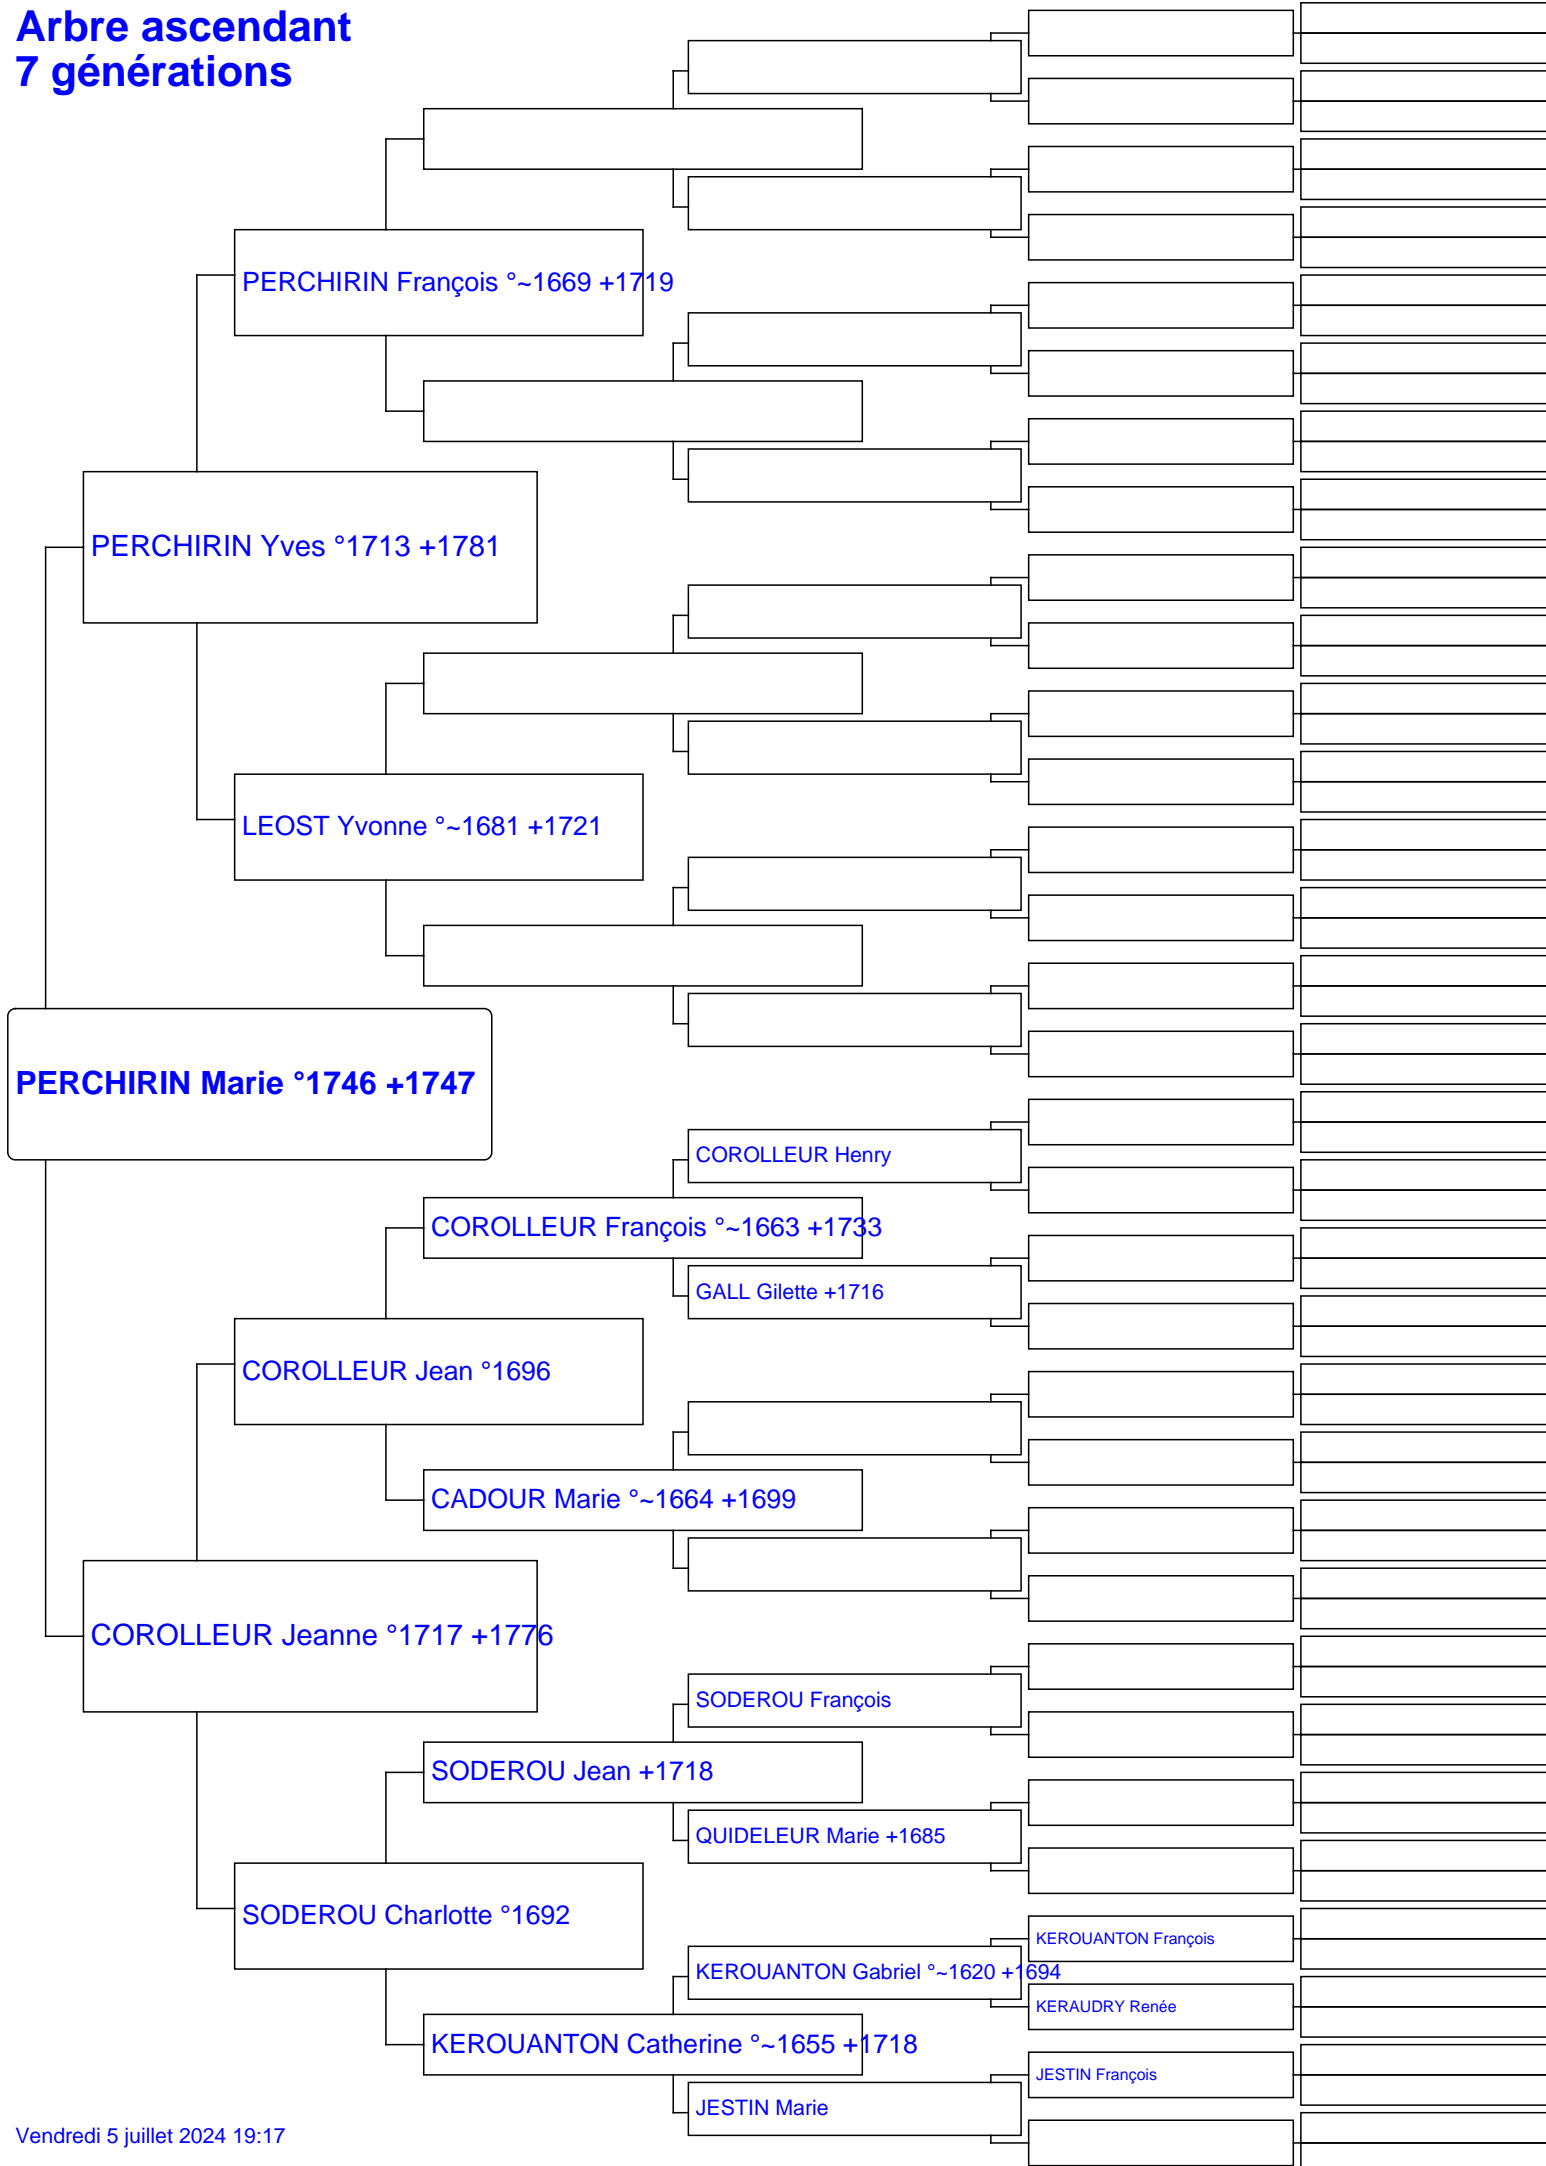 Arbre ascendant
7 générations
PERCHIRIN François °~1669 +1719
PERCHIRIN Yves °1713 +1781
LEOST Yvonne °~1681 +1721
PERCHIRIN Marie °1746 +1747
COROLLEUR Henry
COROLLEUR François °~1663 +1733
GALL Gilette +1716
COROLLEUR Jean °1696
CADOUR Marie °~1664 +1699
COROLLEUR Jeanne °1717 +1776
SODEROU François
SODEROU Jean +1718
QUIDELEUR Marie +1685
SODEROU Charlotte °1692
KEROUANTON François
KEROUANTON Gabriel °~1620 +1694
KERAUDRY Renée
KEROUANTON Catherine °~1655 +1718
JESTIN François
JESTIN Marie
Vendredi 5 juillet 2024 19:17